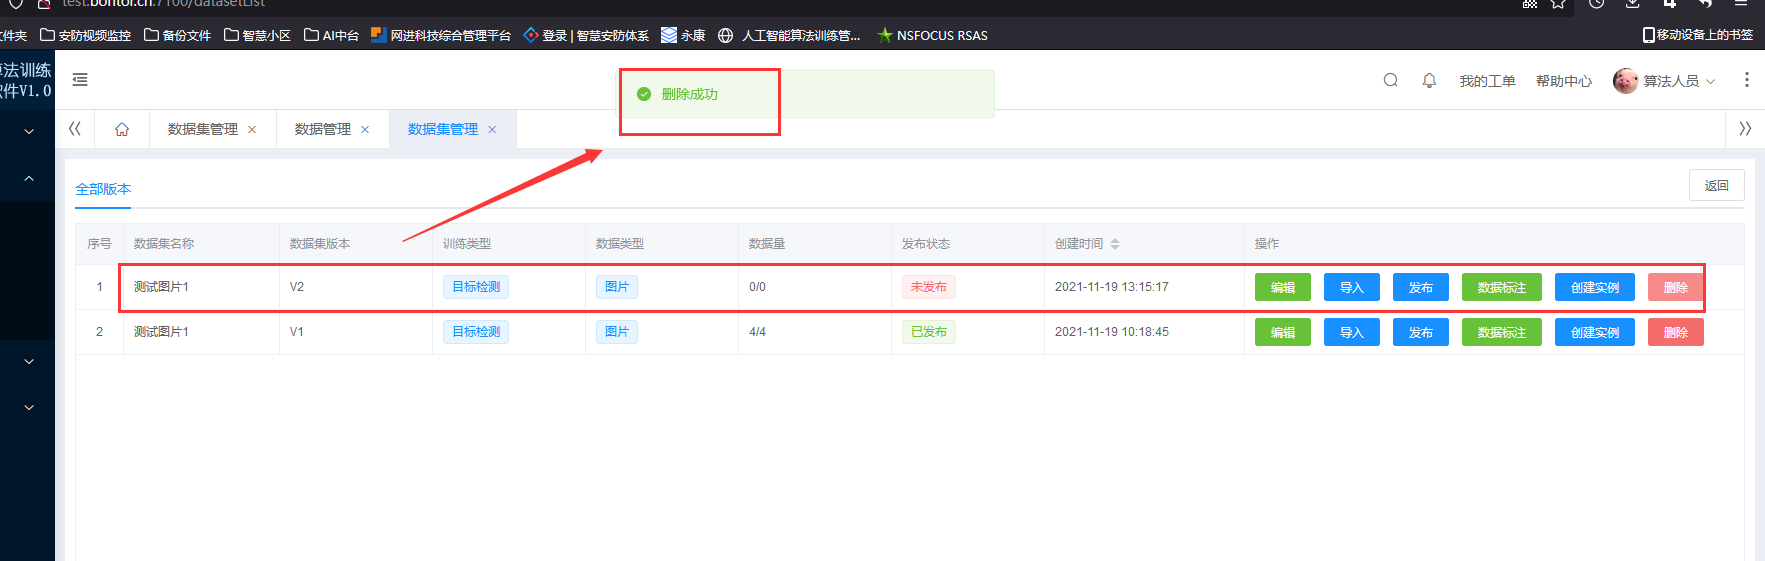 test.bontor.cn:7100/datasetList
文件夹 安防视频监控 备份文件 智慧小区 AI中台 网进科技综合管理平台 登录 | 智慧安防体系 永康 人工智能算法训练管... NSFOCUS RSAS 移动设备上的书签
算法训练
软件V1.0
删除成功
我的工单 帮助中心 算法人员
数据集管理 数据管理 数据集管理
全部版本 返回
序号 数据集名称 数据集版本 训练类型 数据类型 数据量 发布状态 创建时间 操作
1 测试图片1 V2 目标检测 图片 0/0 未发布 2021-11-19 13:15:17 编辑 导入 发布 数据标注 创建实例 删除
2 测试图片1 V1 目标检测 图片 4/4 已发布 2021-11-19 10:18:45 编辑 导入 发布 数据标注 创建实例 删除